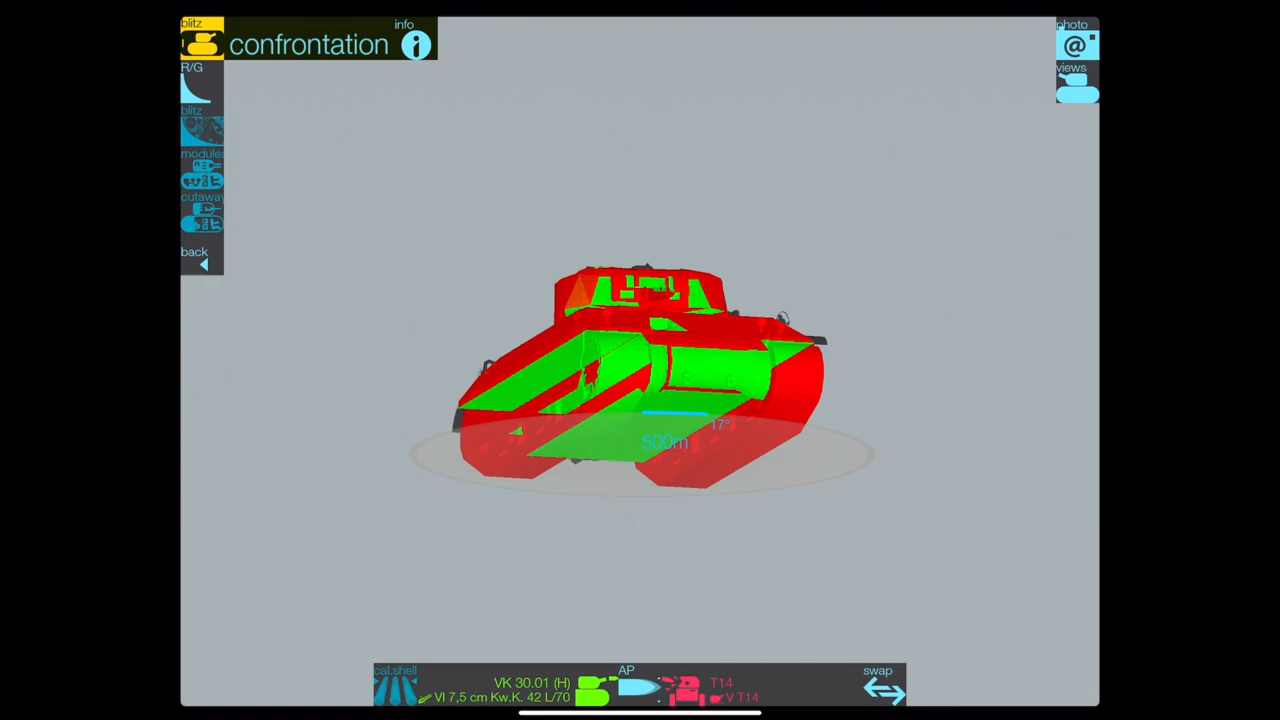 blitz
confrontation
info
photo
@
R/G
views
blitz
modules
cutaway
back
17°
500m
cal.shell
VK 30.01 (H)
VI 7,5 cm Kw.K. 42 L/70
AP
T14
V T14
swap